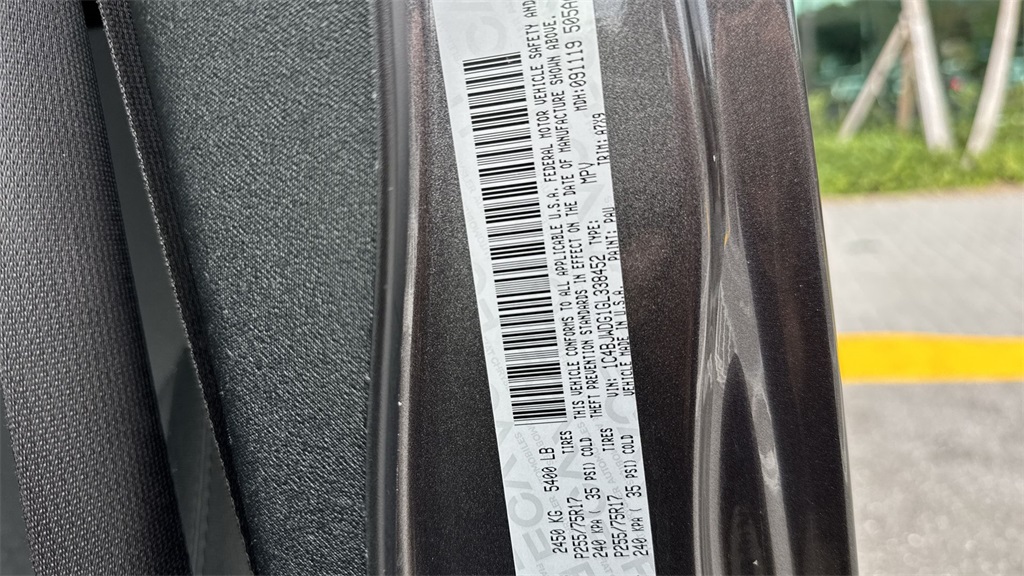 2450 KG 5400 LB
P255/75R17 TIRES
240 KPA ( 35 PSI) COLD
P255/75R17 TIRES
240 KPA ( 35 PSI) COLD
THIS VEHICLE CONFORMS TO ALL APPLICABLE U.S.A. FEDERAL MOTOR VEHICLE SAFETY AND
THEFT PREVENTION STANDARDS IN EFFECT ON THE DATE OF MANUFACTURE SHOWN ABOVE.
VIN: 1C4BJWDG1GL338452 TYPE: MPV MDH:091119 505A
VEHICLE MADE IN U.S.A. PAINT: PAU TRIM: A7Z9